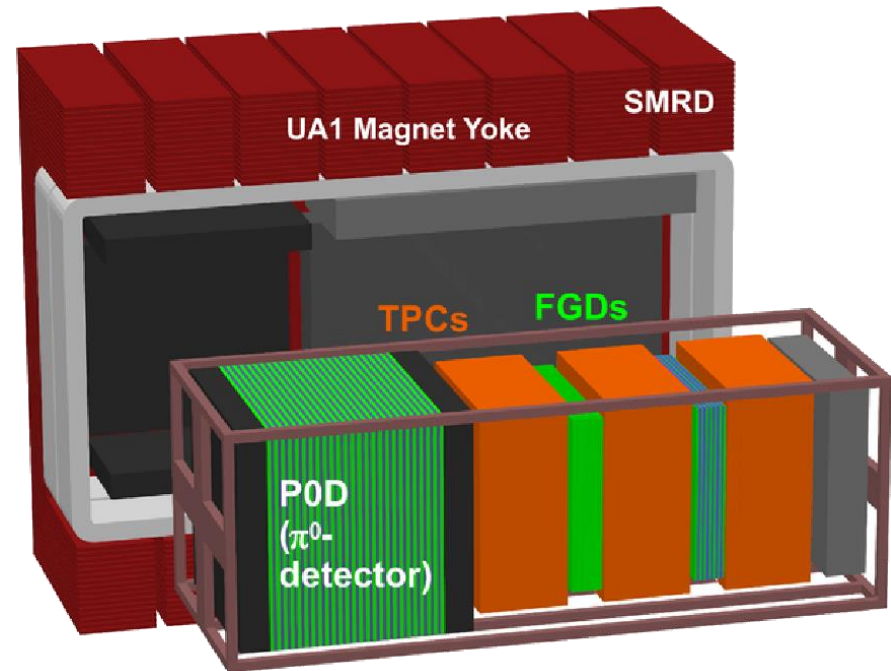 SMRD
UA1 Magnet Yoke
TPCs
FGDs
P0D
(π⁰-
detector)